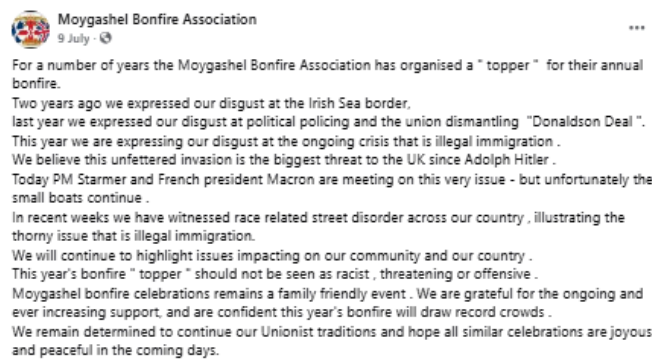 Moygashel Bonfire Association
9 July ·
For a number of years the Moygashel Bonfire Association has organised a " topper " for their annual
bonfire.
Two years ago we expressed our disgust at the Irish Sea border,
last year we expressed our disgust at political policing and the union dismantling "Donaldson Deal ".
This year we are expressing our disgust at the ongoing crisis that is illegal immigration .
We believe this unfettered invasion is the biggest threat to the UK since Adolph Hitler .
Today PM Starmer and French president Macron are meeting on this very issue - but unfortunately the
small boats continue .
In recent weeks we have witnessed race related street disorder across our country , illustrating the
thorny issue that is illegal immigration.
We will continue to highlight issues impacting on our community and our country .
This year's bonfire " topper " should not be seen as racist , threatening or offensive .
Moygashel bonfire celebrations remains a family friendly event . We are grateful for the ongoing and
ever increasing support, and are confident this year's bonfire will draw record crowds .
We remain determined to continue our Unionist traditions and hope all similar celebrations are joyous
and peaceful in the coming days.